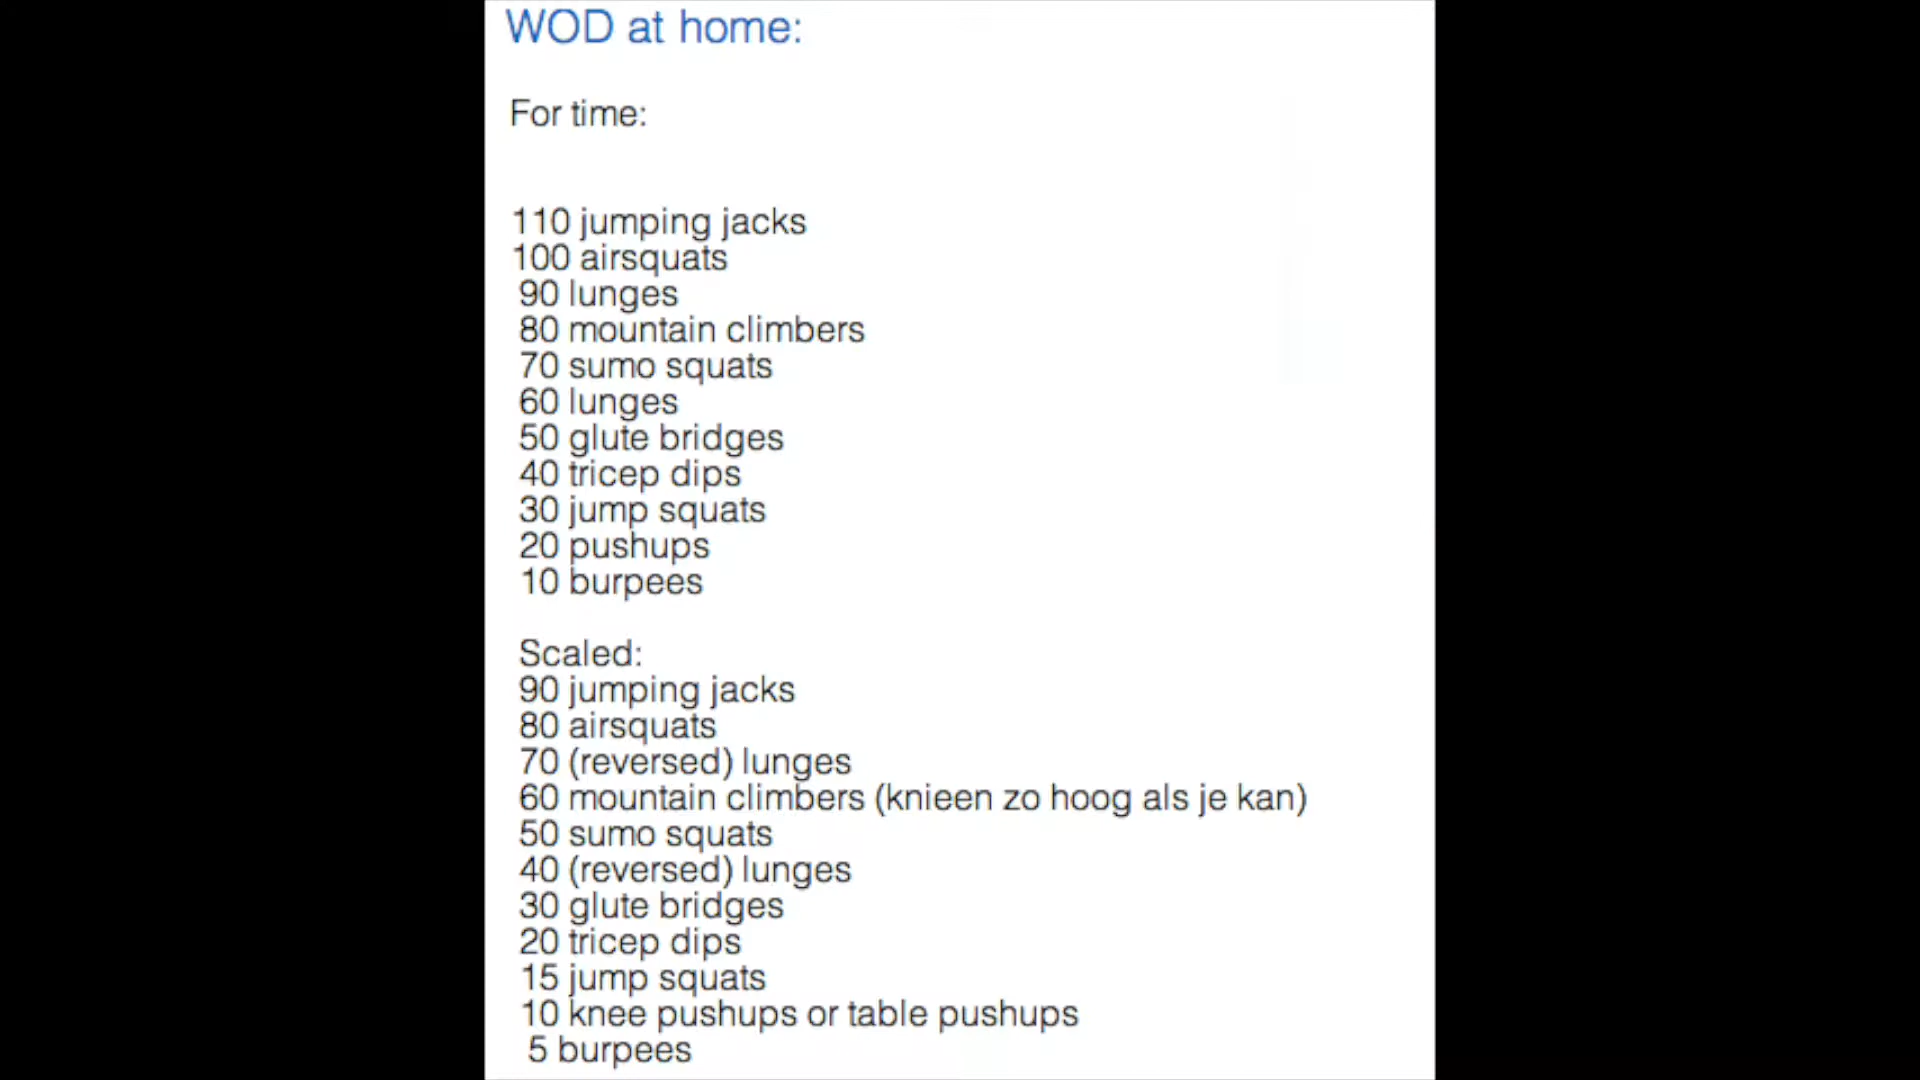 WOD at home:
For time:
110 jumping jacks
100 airsquats
90 lunges
80 mountain climbers
70 sumo squats
60 lunges
50 glute bridges
40 tricep dips
30 jump squats
20 pushups
10 burpees
Scaled:
90 jumping jacks
80 airsquats
70 (reversed) lunges
60 mountain climbers (knieen zo hoog als je kan)
50 sumo squats
40 (reversed) lunges
30 glute bridges
20 tricep dips
15 jump squats
10 knee pushups or table pushups
5 burpees